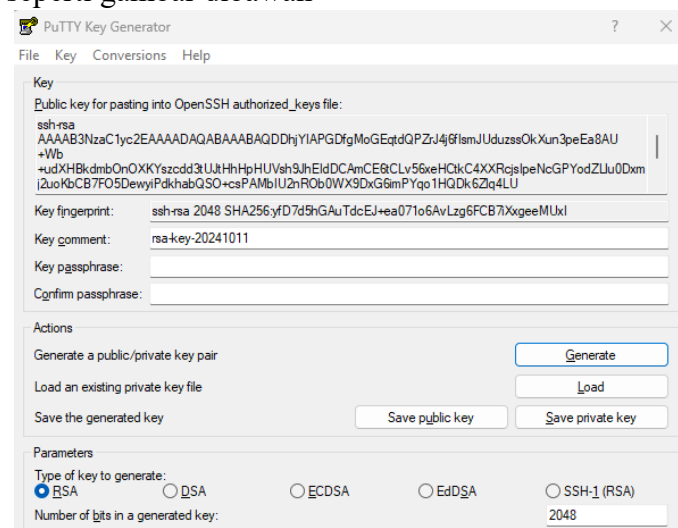 seperti gambar dibawah
PuTTY Key Generator ? ×
File Key Conversions Help
Key
Public key for pasting into OpenSSH authorized_keys file:
ssh-rsa
AAAAB3NzaC1yc2EAAAADAQABAAABAQDDhjYIAPGDfgMoGEqtdQPZrJ4j6flsmJUduzssOkXun3peEa8AU
+Wb
+udXHBkdmbOnOXKYszcdd3tUJtHhHpHUVsh9JhEldDCAmCE6tCLv56xeHCtkC4XXRcjslpeNcGPYodZLlu0Dxm
j2uoKbCB7FO5DewyiPdkhabQSO+csPAMbIU2nROb0WX9DxG6imPYqo1HQDk6Zlq4LU
Key fingerprint: ssh-rsa 2048 SHA256:yfD7d5hGAuTdcEJ+ea071o6AvLzg6FCB7iXxgeeMUxI
Key comment: rsa-key-20241011
Key passphrase:
Confirm passphrase:
Actions
Generate a public/private key pair Generate
Load an existing private key file Load
Save the generated key Save public key Save private key
Parameters
Type of key to generate:
RSA DSA ECDSA EdDSA SSH-1 (RSA)
Number of bits in a generated key: 2048